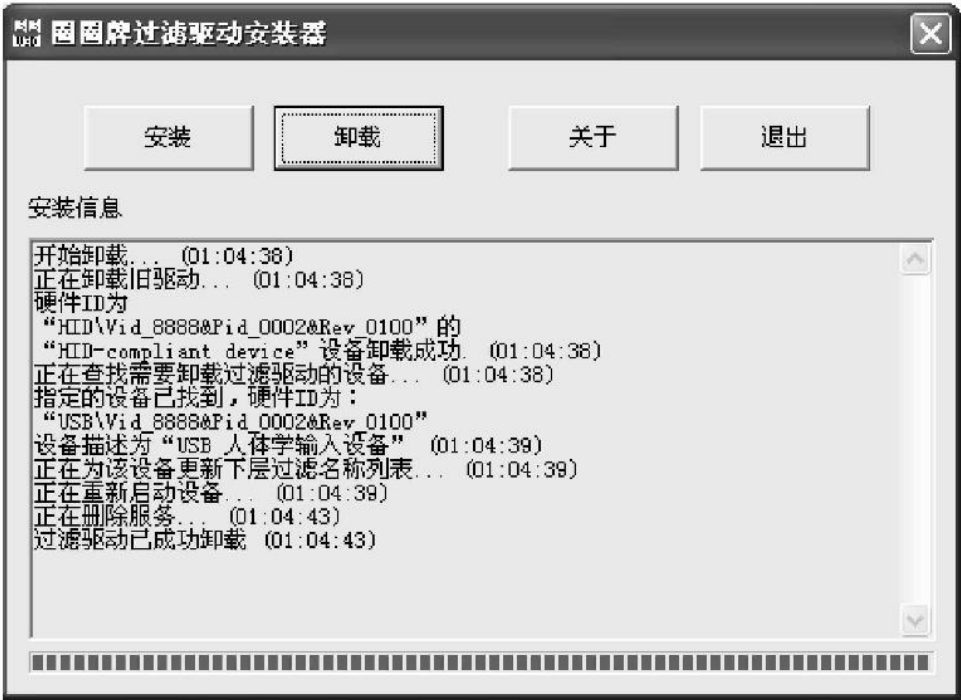 圈圈牌过滤驱动安装器
安装
卸载
关于
退出
安装信息
开始卸载... (01:04:38)
正在卸载旧驱动... (01:04:38)
硬件ID为
“HID\Vid_8888&Pid_0002&Rev_0100”的
“HID-compliant device”设备卸载成功. (01:04:38)
正在查找需要卸载过滤驱动的设备... (01:04:38)
指定的设备已找到,硬件ID为:
“USB\Vid_8888&Pid_0002&Rev_0100”
设备描述为“USB 人体学输入设备” (01:04:39)
正在为该设备更新下层过滤名称列表... (01:04:39)
正在重新启动设备... (01:04:39)
正在删除服务... (01:04:43)
过滤驱动已成功卸载 (01:04:43)